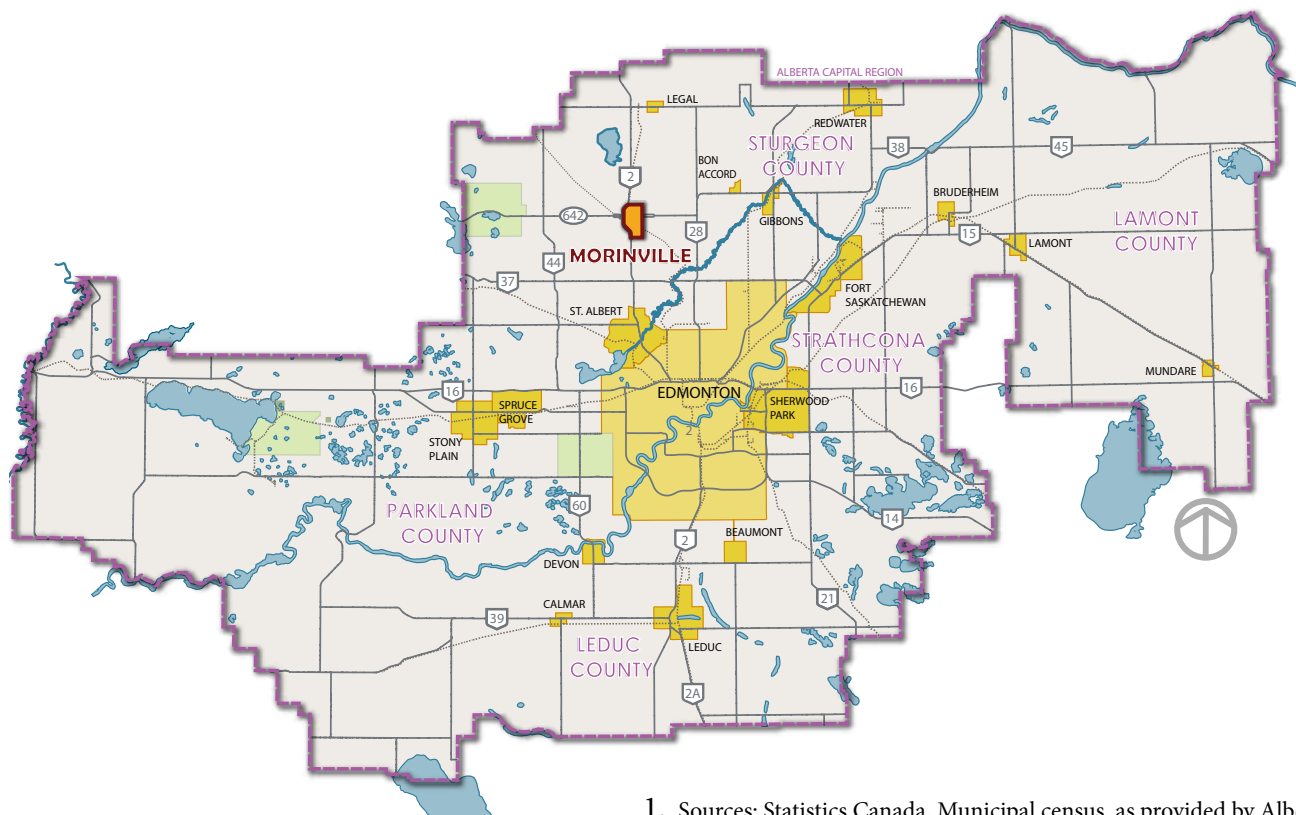 ALBERTA CAPITAL REGION
LEGAL
REDWATER
STURGEON
COUNTY
38
45
BON
ACCORD
2
BRUDERHEIM
642
GIBBONS
28
15
LAMONT
COUNTY
LAMONT
MORINVILLE
44
37
FORT
SASKATCHEWAN
ST. ALBERT
STRATHCONA
COUNTY
MUNDARE
16
16
EDMONTON
SHERWOOD
PARK
SPRUCE
GROVE
STONY
PLAIN
60
PARKLAND
COUNTY
14
2
BEAUMONT
DEVON
21
CALMAR
39
LEDUC
COUNTY
LEDUC
2A
1. Sources: Statistics Canada, Municipal census, as provided by Albe